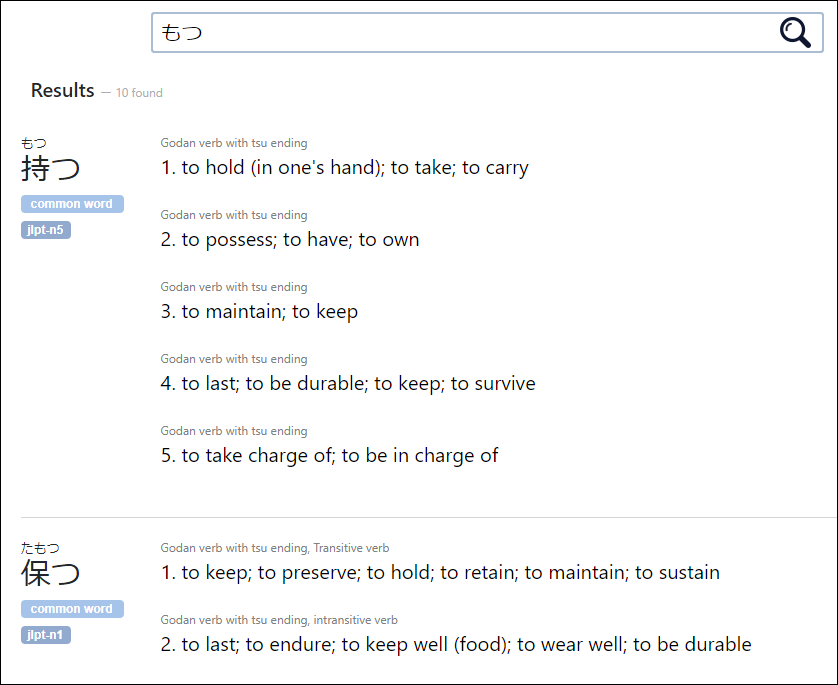 もつ
Results — 10 found
もつ
持つ
common word
jlpt-n5
Godan verb with tsu ending
1. to hold (in one's hand); to take; to carry
Godan verb with tsu ending
2. to possess; to have; to own
Godan verb with tsu ending
3. to maintain; to keep
Godan verb with tsu ending
4. to last; to be durable; to keep; to survive
Godan verb with tsu ending
5. to take charge of; to be in charge of
たもつ
保つ
common word
jlpt-n1
Godan verb with tsu ending, Transitive verb
1. to keep; to preserve; to hold; to retain; to maintain; to sustain
Godan verb with tsu ending, intransitive verb
2. to last; to endure; to keep well (food); to wear well; to be durable